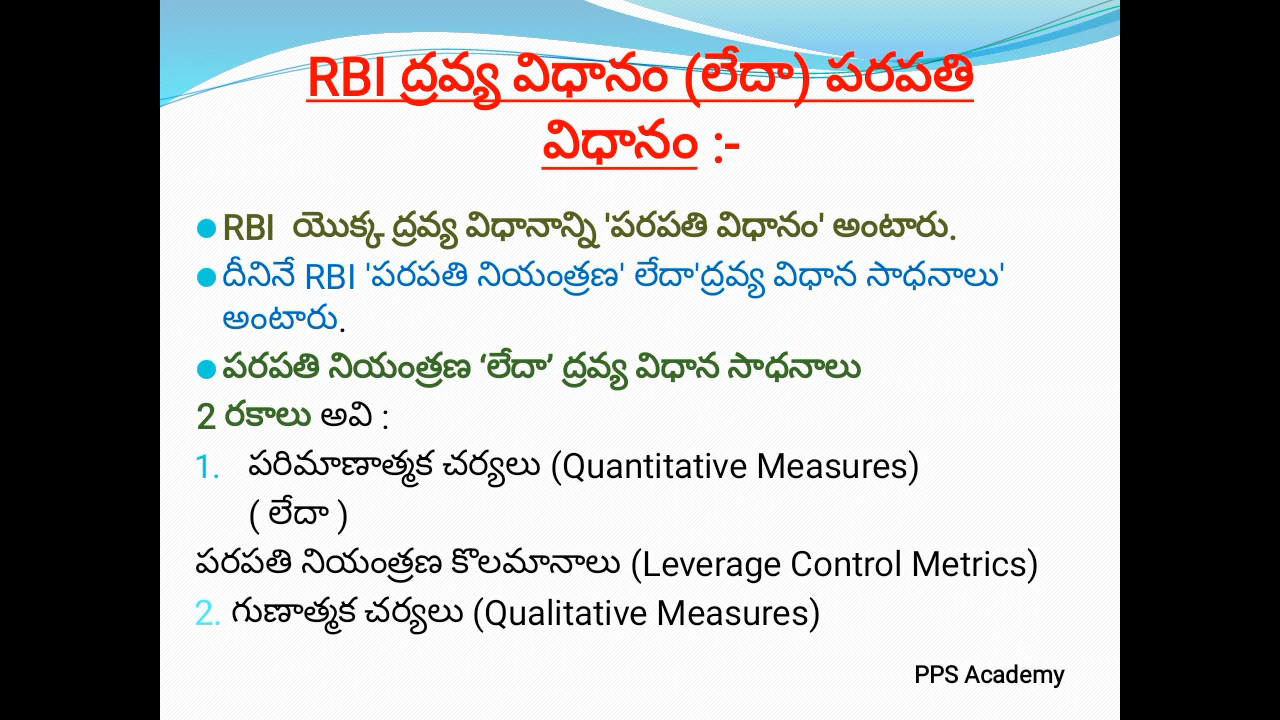 RBI ద్రవ్య విధానం (లేదా) పరపతి
విధానం :-
● RBI యొక్క ద్రవ్య విధానాన్ని 'పరపతి విధానం' అంటారు.
● దీనినే RBI 'పరపతి నియంత్రణ' లేదా'ద్రవ్య విధాన సాధనాలు'
అంటారు.
● పరపతి నియంత్రణ ‘లేదా’ ద్రవ్య విధాన సాధనాలు
2 రకాలు అవి :
1. పరిమాణాత్మక చర్యలు (Quantitative Measures)
( లేదా )
పరపతి నియంత్రణ కొలమానాలు (Leverage Control Metrics)
2. గుణాత్మక చర్యలు (Qualitative Measures)
PPS Academy